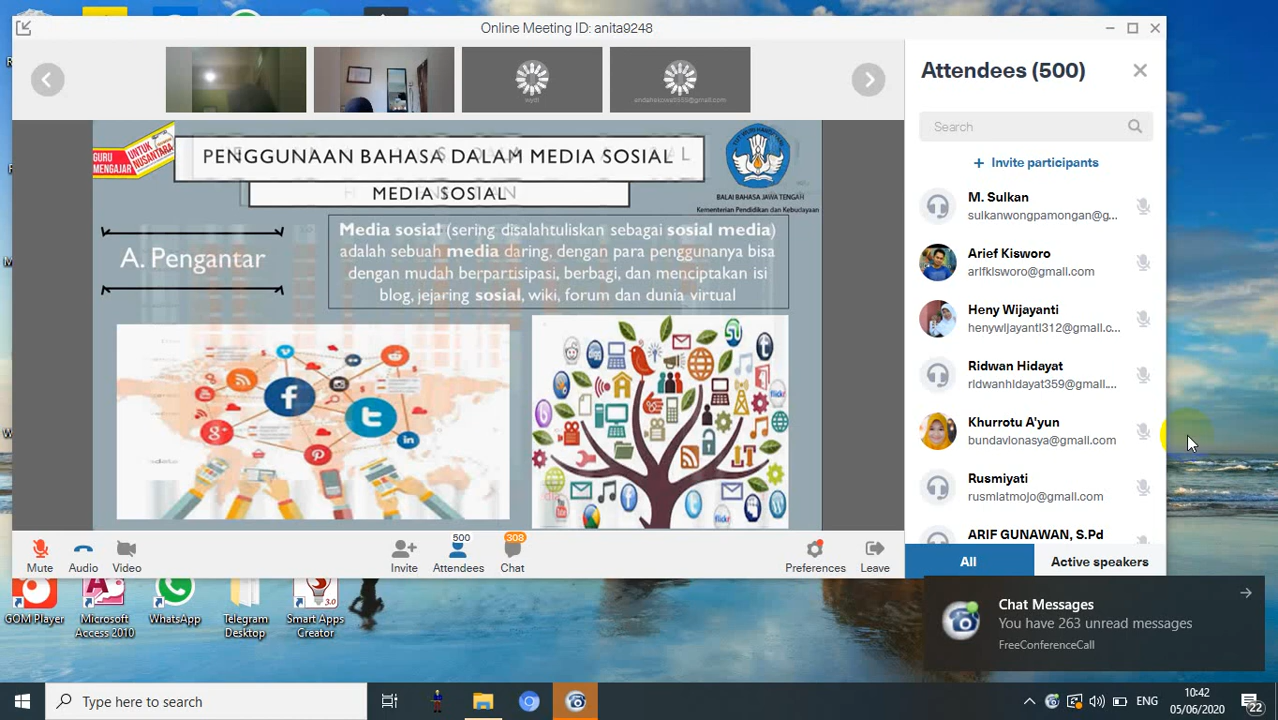 Online Meeting ID: anita9248
GURU
MENGAJAR
UNTUK
NUSANTARA
PENGGUNAAN BAHASA DALAM MEDIA SOSIAL
MEDIA SOSIAL
BALAI BAHASA JAWA TENGAH
Kementerian Pendidikan dan Kebudayaan
A. Pengantar
Media sosial (sering disalahtuliskan sebagai sosial media)
adalah sebuah media daring, dengan para penggunanya bisa
dengan mudah berpartisipasi, berbagi, dan menciptakan isi
blog, jejaring sosial, wiki, forum dan dunia virtual
digg
flickr
flickr
Mute
Audio
Video
Invite
500
Attendees
308
Chat
Preferences
Leave
Attendees (500)
Search
+ Invite participants
M. Sulkan
sulkanwongpamongan@g...
Arief Kisworo
arifkisworo@gmail.com
Heny Wijayanti
henywijayanti312@gmail.c...
Ridwan Hidayat
ridwanhidayat359@gmail....
Khurrotu A'yun
bundavionasya@gmail.com
Rusmiyati
rusmiatmojo@gmail.com
ARIF GUNAWAN, S.Pd
All
Active speakers
Chat Messages
You have 263 unread messages
FreeConferenceCall
GOM Player
Microsoft
Access 2010
WhatsApp
Telegram
Desktop
Smart Apps
Creator
3.0
Type here to search
ENG
10:42
05/06/2020
22